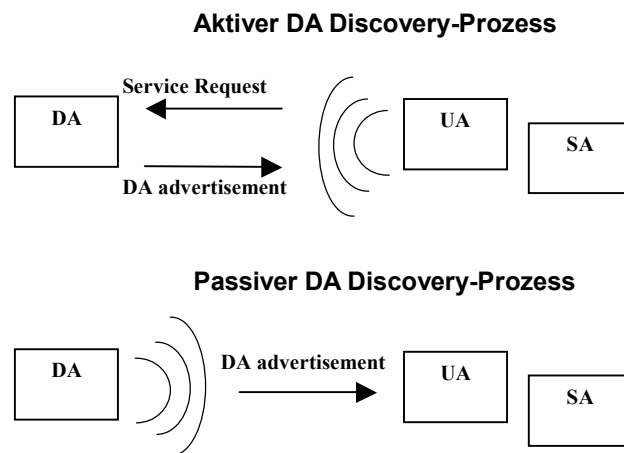 Aktiver DA Discovery-Prozess
Service Request
DA
UA
SA
DA advertisement
Passiver DA Discovery-Prozess
DA
DA advertisement
UA
SA